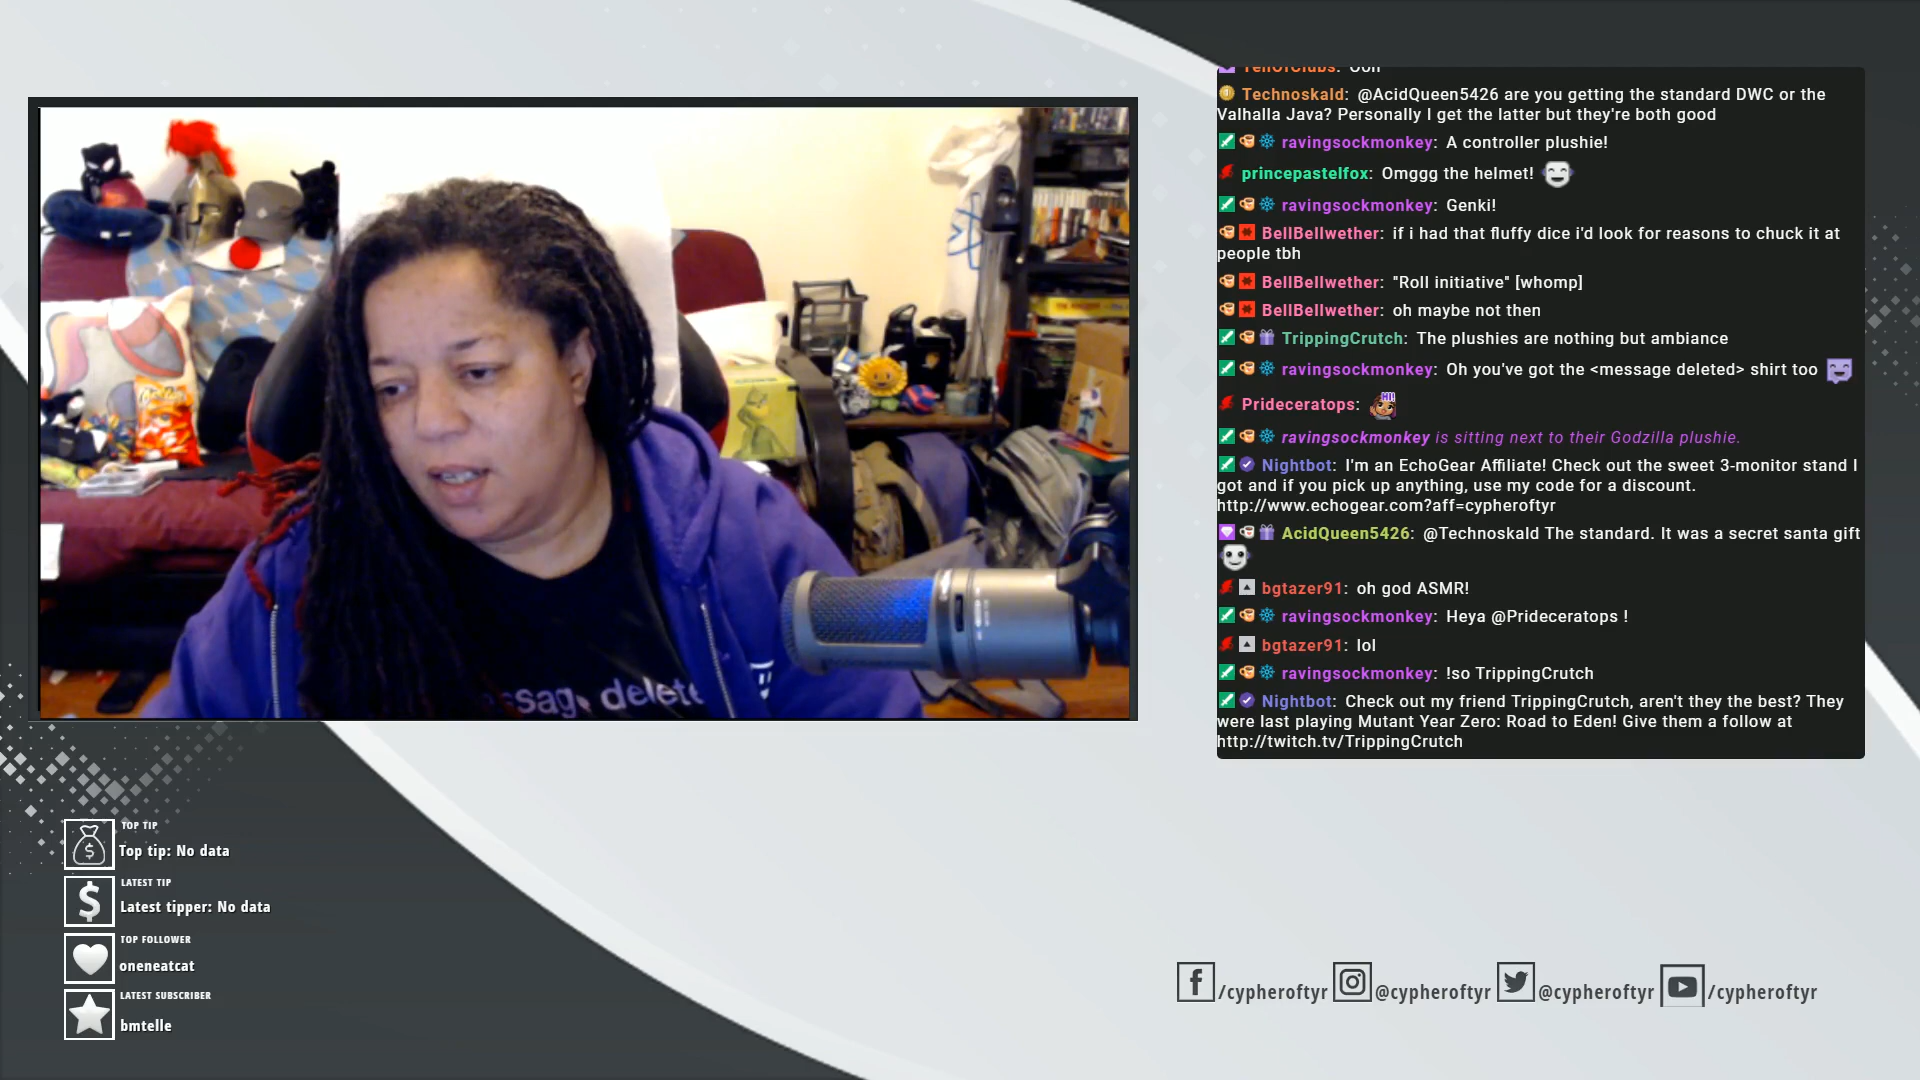 TenOfClubs: Ooh
Technoskald: @AcidQueen5426 are you getting the standard DWC or the
Valhalla Java? Personally I get the latter but they're both good
ravingsockmonkey: A controller plushie!
princepastelfox: Omggg the helmet!
ravingsockmonkey: Genki!
BellBellwether: if i had that fluffy dice i'd look for reasons to chuck it at
people tbh
BellBellwether: "Roll initiative" [whomp]
BellBellwether: oh maybe not then
TrippingCrutch: The plushies are nothing but ambiance
ravingsockmonkey: Oh you've got the <message deleted> shirt too
Prideceratops: HI!
ravingsockmonkey is sitting next to their Godzilla plushie.
Nightbot: I'm an EchoGear Affiliate! Check out the sweet 3-monitor stand I
got and if you pick up anything, use my code for a discount.
http://www.echogear.com?aff=cypheroftyr
AcidQueen5426: @Technoskald The standard. It was a secret santa gift
bgtazer91: oh god ASMR!
ravingsockmonkey: Heya @Prideceratops !
bgtazer91: lol
ravingsockmonkey: !so TrippingCrutch
Nightbot: Check out my friend TrippingCrutch, aren't they the best? They
were last playing Mutant Year Zero: Road to Eden! Give them a follow at
http://twitch.tv/TrippingCrutch
essage delete
TOP TIP
Top tip: No data
LATEST TIP
Latest tipper: No data
TOP FOLLOWER
oneneatcat
LATEST SUBSCRIBER
bmtelle
/cypheroftyr @cypheroftyr @cypheroftyr /cypheroftyr